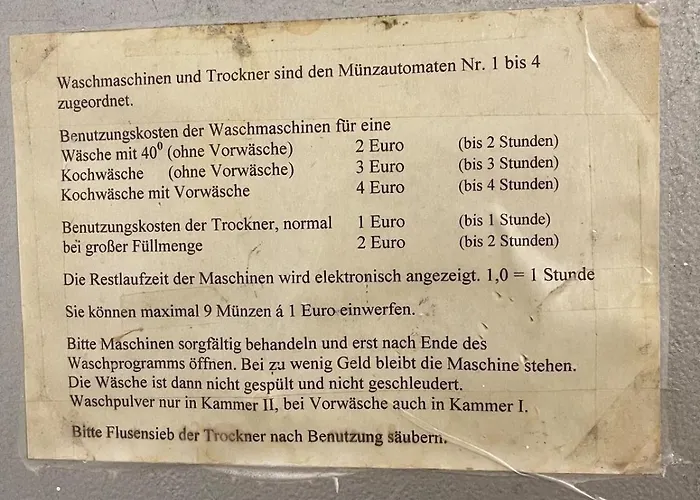 Waschmaschinen und Trockner sind den Münzautomaten Nr. 1 bis 4
zugeordnet.
Benutzungskosten der Waschmaschinen für eine
Wäsche mit 40⁰ (ohne Vorwäsche) 2 Euro (bis 2 Stunden)
Kochwäsche (ohne Vorwäsche) 3 Euro (bis 3 Stunden)
Kochwäsche mit Vorwäsche 4 Euro (bis 4 Stunden)
Benutzungskosten der Trockner, normal 1 Euro (bis 1 Stunde)
bei großer Füllmenge 2 Euro (bis 2 Stunden)
Die Restlaufzeit der Maschinen wird elektronisch angezeigt. 1,0 = 1 Stunde
Sie können maximal 9 Münzen á 1 Euro einwerfen.
Bitte Maschinen sorgfältig behandeln und erst nach Ende des
Waschprogramms öffnen. Bei zu wenig Geld bleibt die Maschine stehen.
Die Wäsche ist dann nicht gespült und nicht geschleudert.
Waschpulver nur in Kammer II, bei Vorwäsche auch in Kammer I.
Bitte Flusensieb der Trockner nach Benutzung säubern.